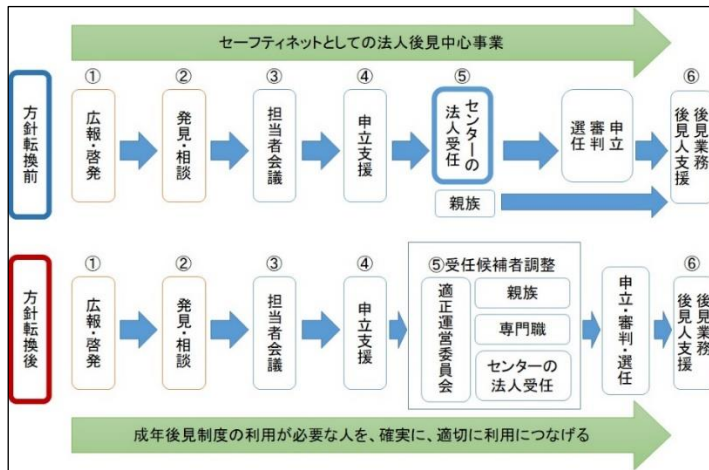 セーフティネットとしての法人後見中心事業
方針転換前
①
②
③
④
⑤
⑥
広報・啓発
発見・相談
担当者会議
申立支援
センターの
法人受任
親族
申立
審判
選任
後見業務
後見人支援
方針転換後
①
②
③
④
⑤受任候補者調整
⑥
広報・啓発
発見・相談
担当者会議
申立支援
適正運営委員会
親族
専門職
センターの
法人受任
申立・審判・選任
後見業務
後見人支援
成年後見制度の利用が必要な人を、確実に、適切に利用につなげる